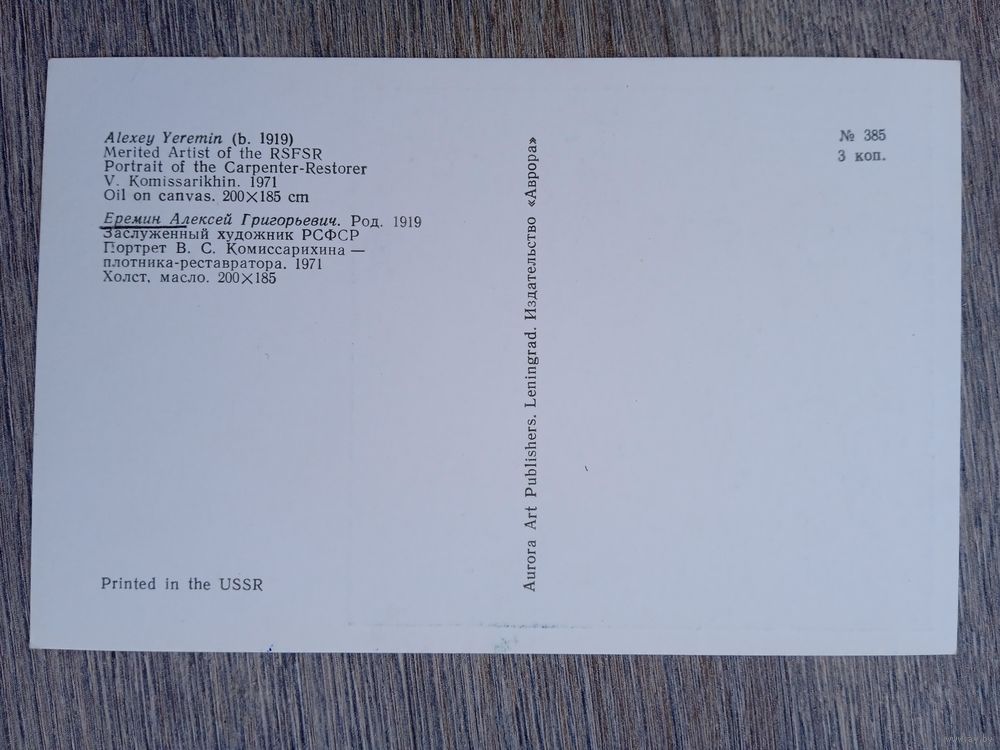 Alexey Yeremin (b. 1919)
Merited Artist of the RSFSR
Portrait of the Carpenter-Restorer
V. Komissarikhin. 1971
Oil on canvas. 200×185 cm
Еремин Алексей Григорьевич. Род. 1919
Заслуженный художник РСФСР
Портрет В. С. Комиссарихина —
плотника-реставратора. 1971
Холст, масло. 200×185
Printed in the USSR
Aurora Art Publishers. Leningrad. Издательство «Аврора»
№ 385
3 коп.